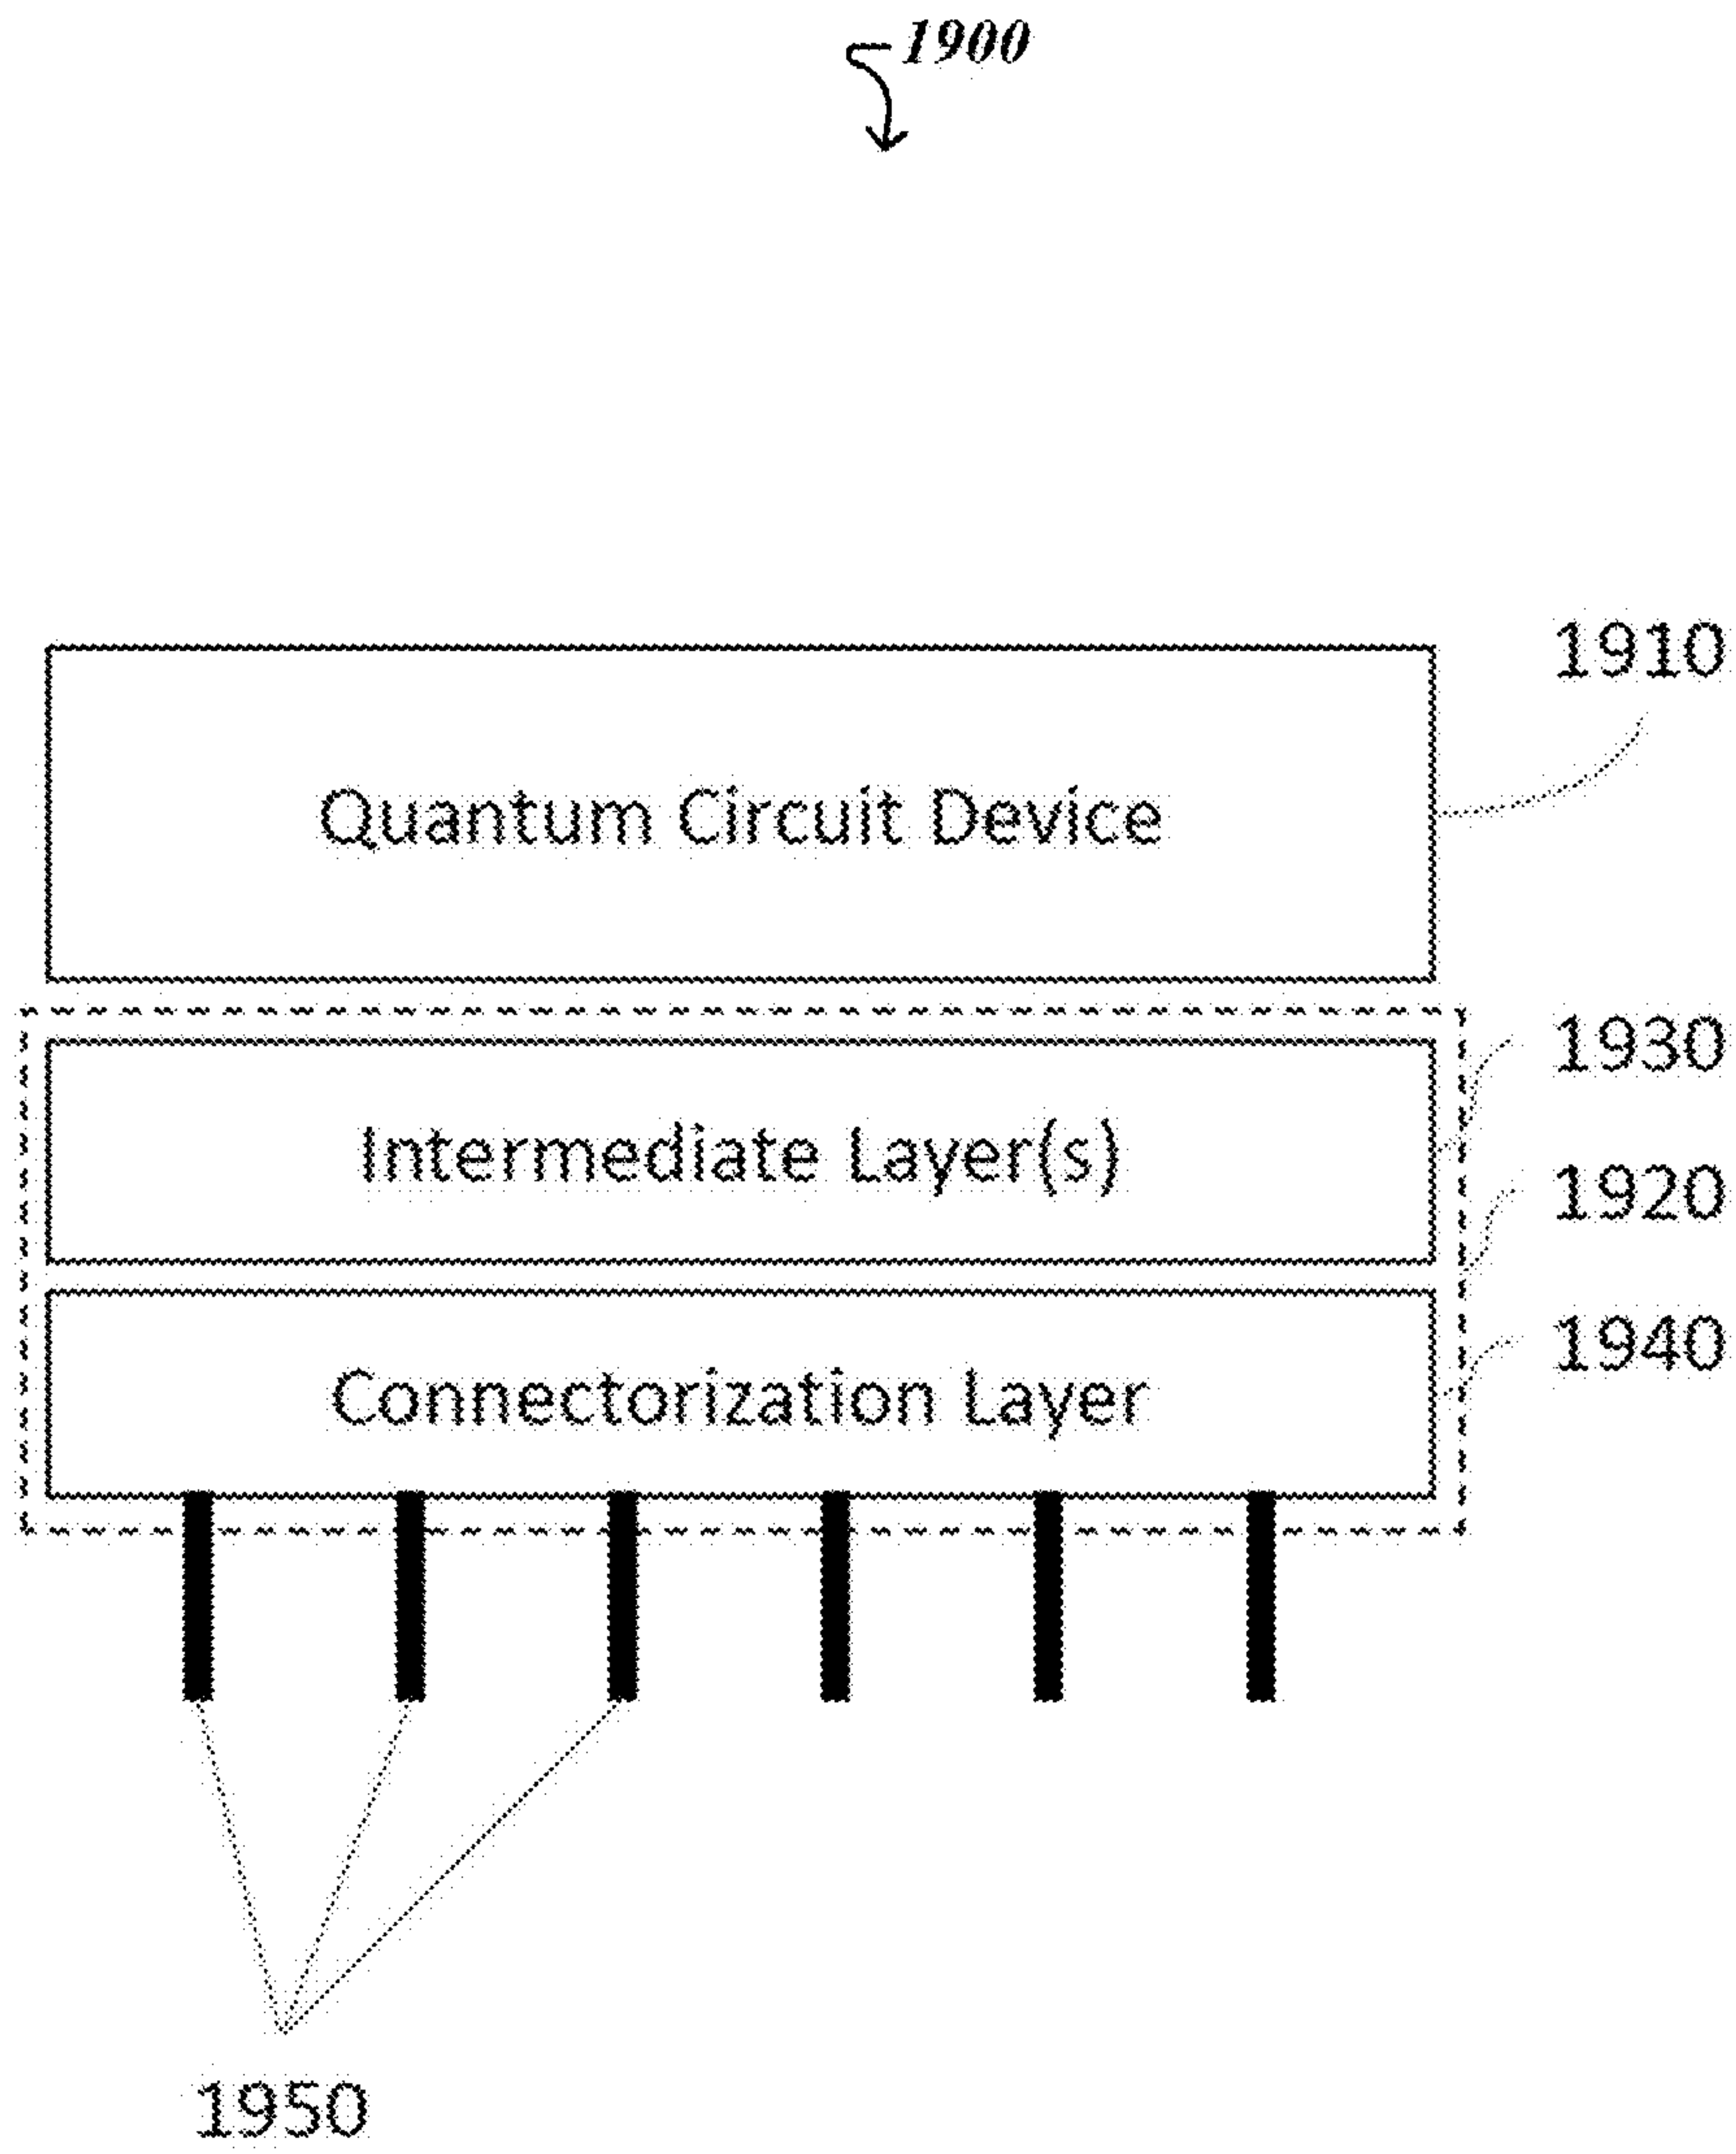 1900
1910
Quantum Circuit Device
1930
Intermediate Layer(s)
1920
1940
Connectorization Layer
1950